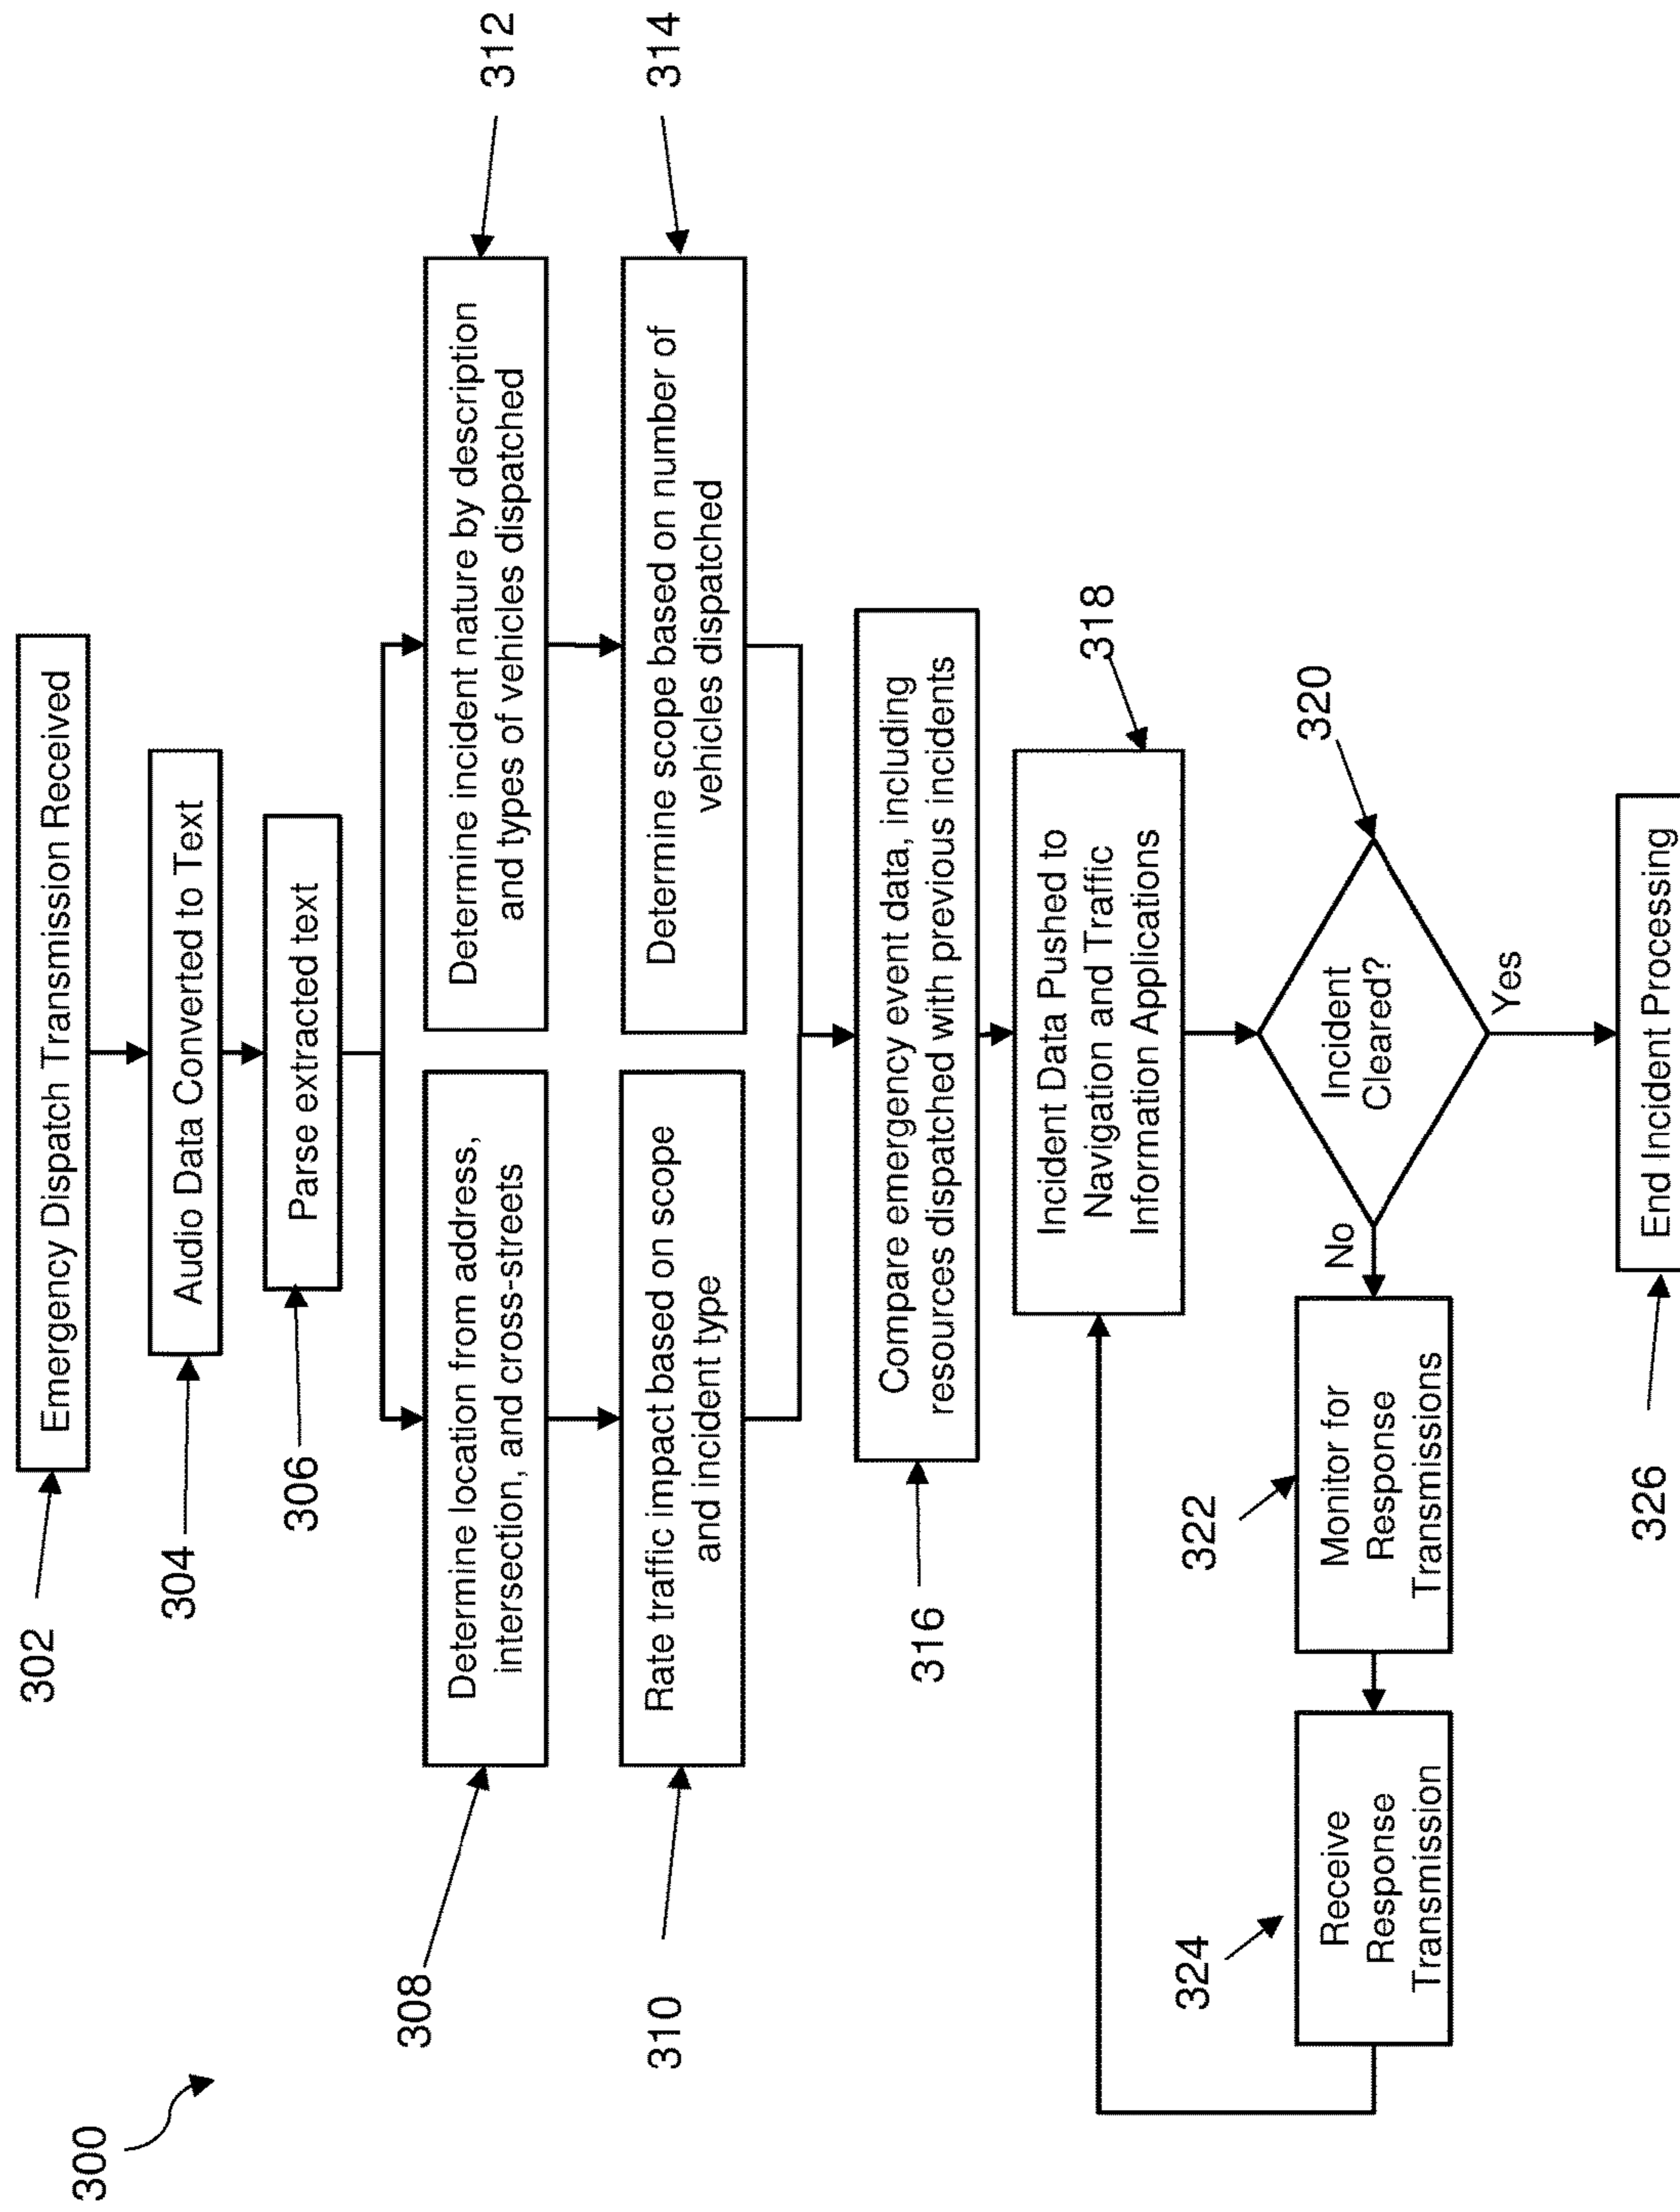 300
302
Emergency Dispatch Transmission Received
304
Audio Data Converted to Text
306
Parse extracted text
308
Determine location from address,
intersection, and cross-streets
312
Determine incident nature by description
and types of vehicles dispatched
310
Rate traffic impact based on scope
and incident type
314
Determine scope based on number of
vehicles dispatched
316
Compare emergency event data, including
resources dispatched with previous incidents
318
Incident Data Pushed to
Navigation and Traffic
Information Applications
320
Incident
Cleared?
No
Yes
322
Monitor for
Response
Transmissions
324
Receive
Response
Transmission
326
End Incident Processing